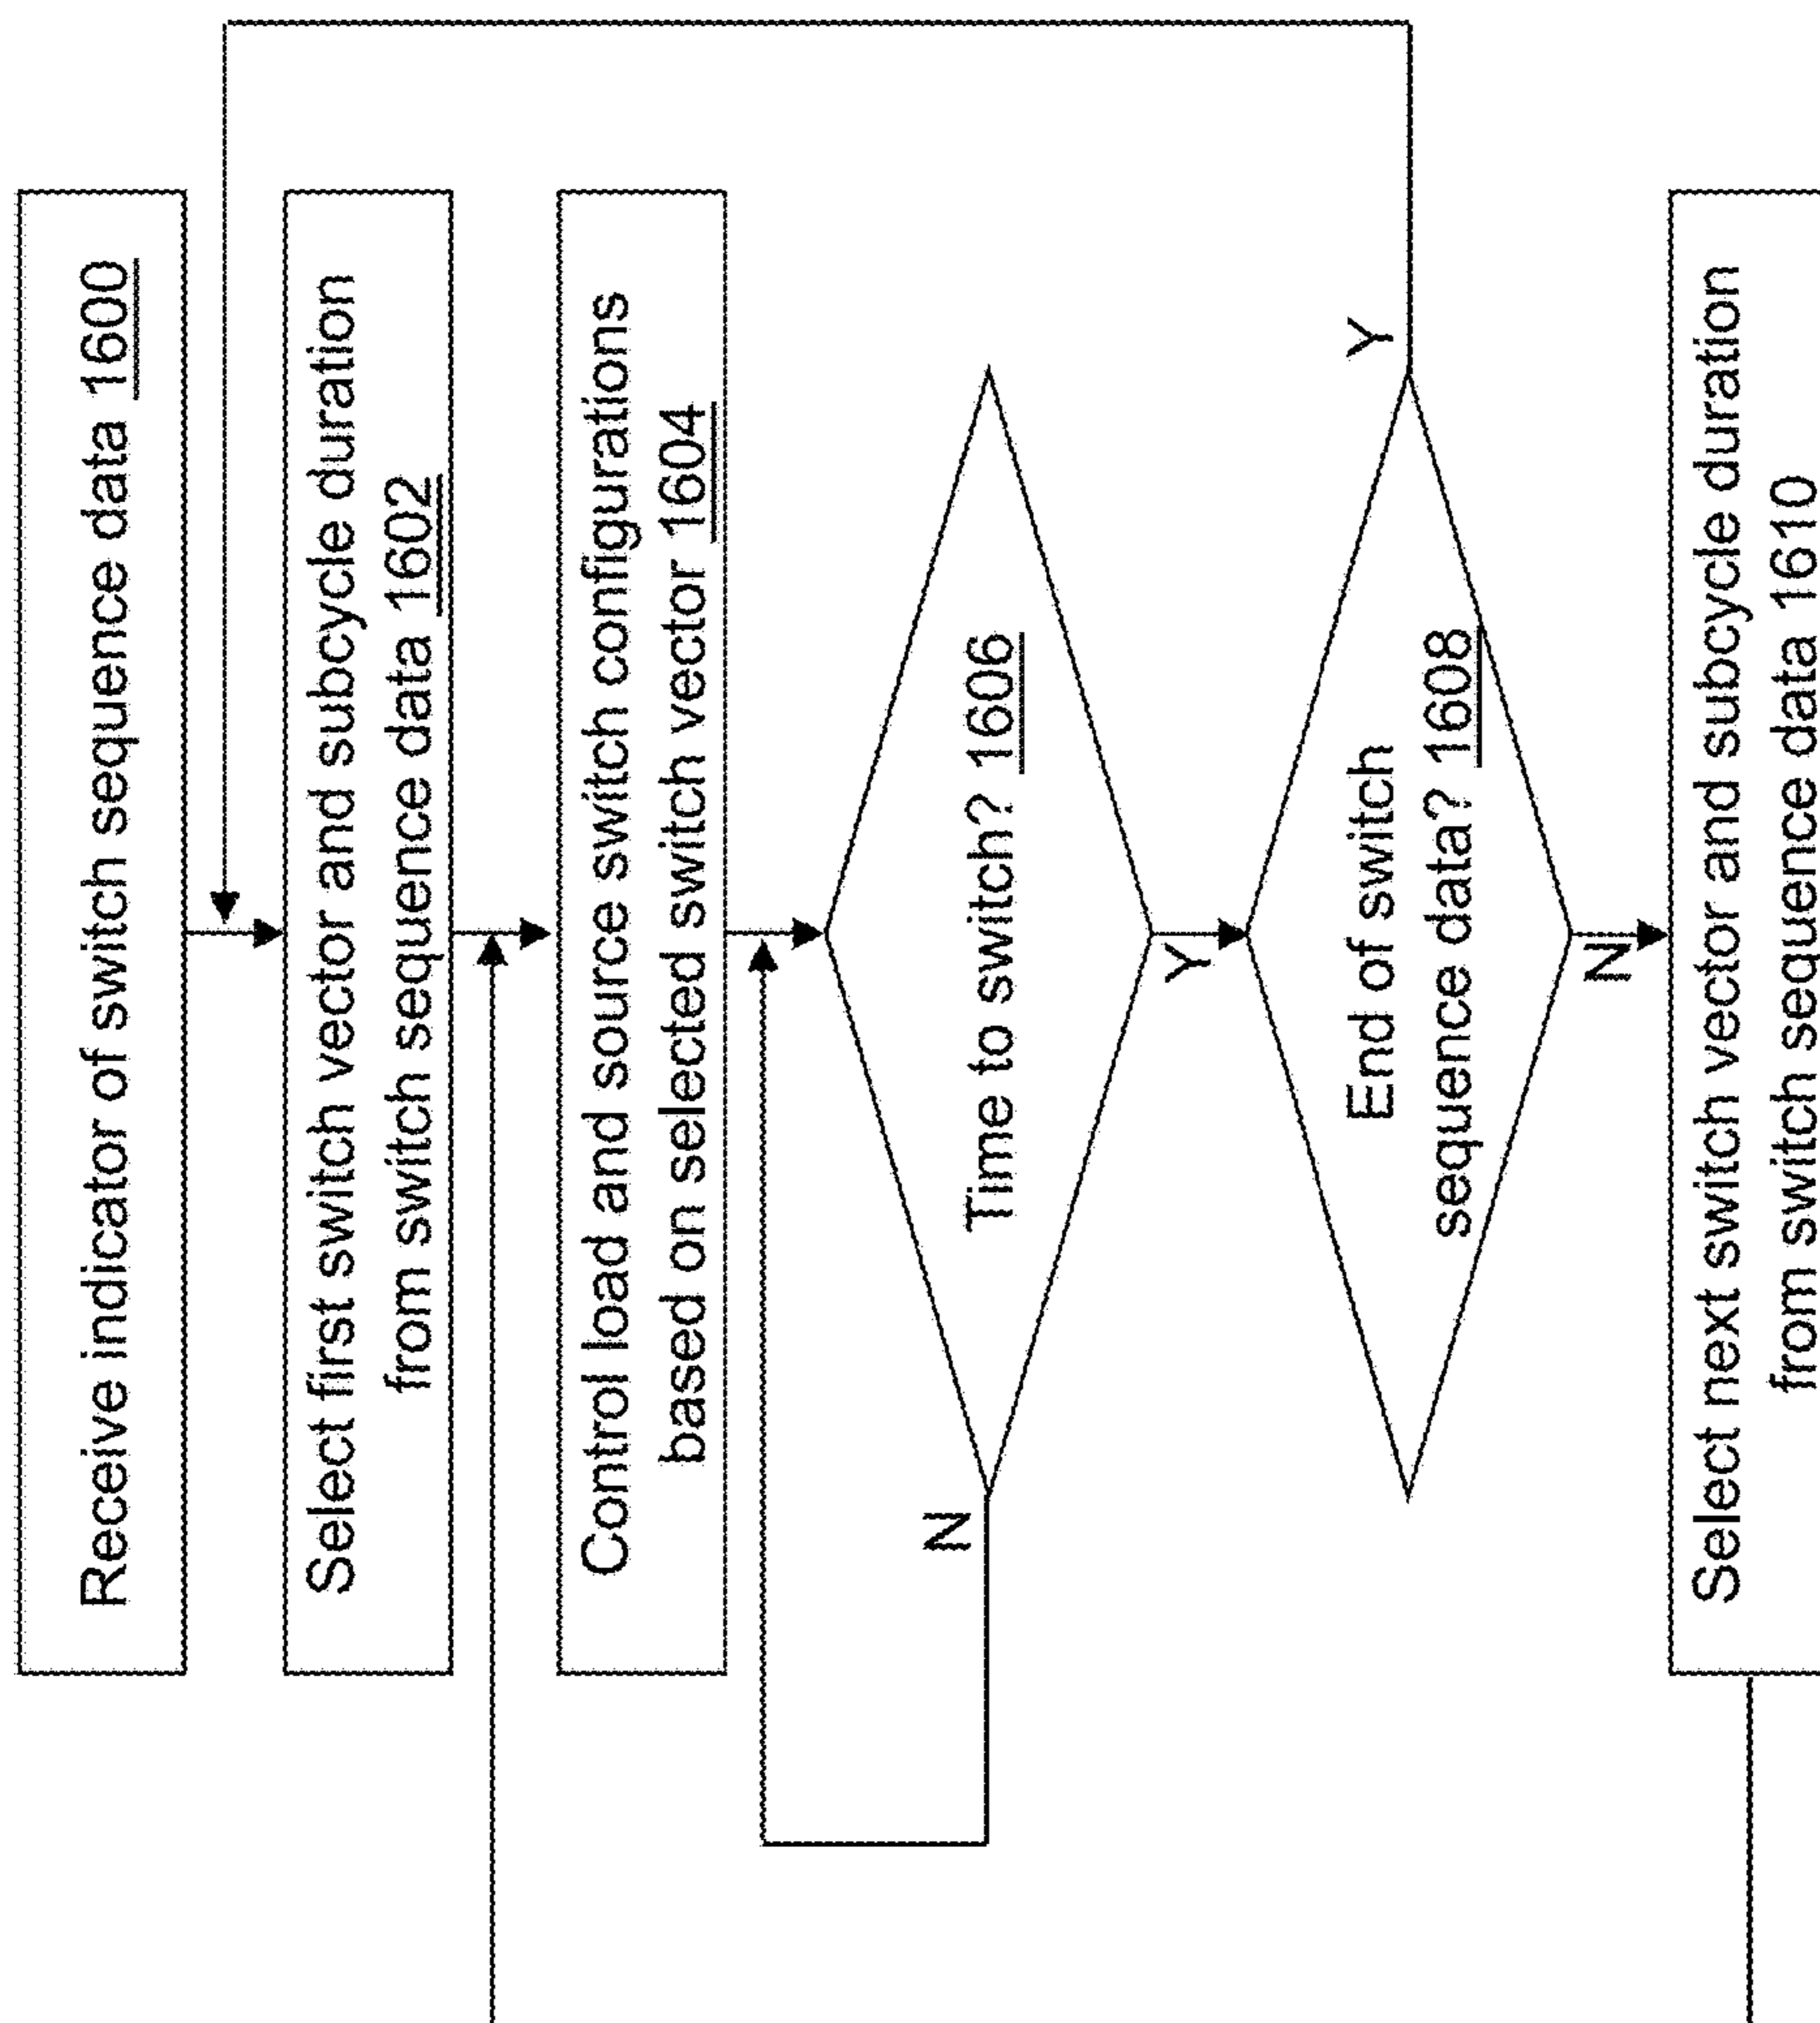 Receive indicator of switch sequence data 1600
Select first switch vector and subcycle duration
from switch sequence data 1602
Control load and source switch configurations
based on selected switch vector 1604
Time to switch? 1606
N
Y
End of switch
sequence data? 1608
Y
N
Select next switch vector and subcycle duration
from switch sequence data 1610